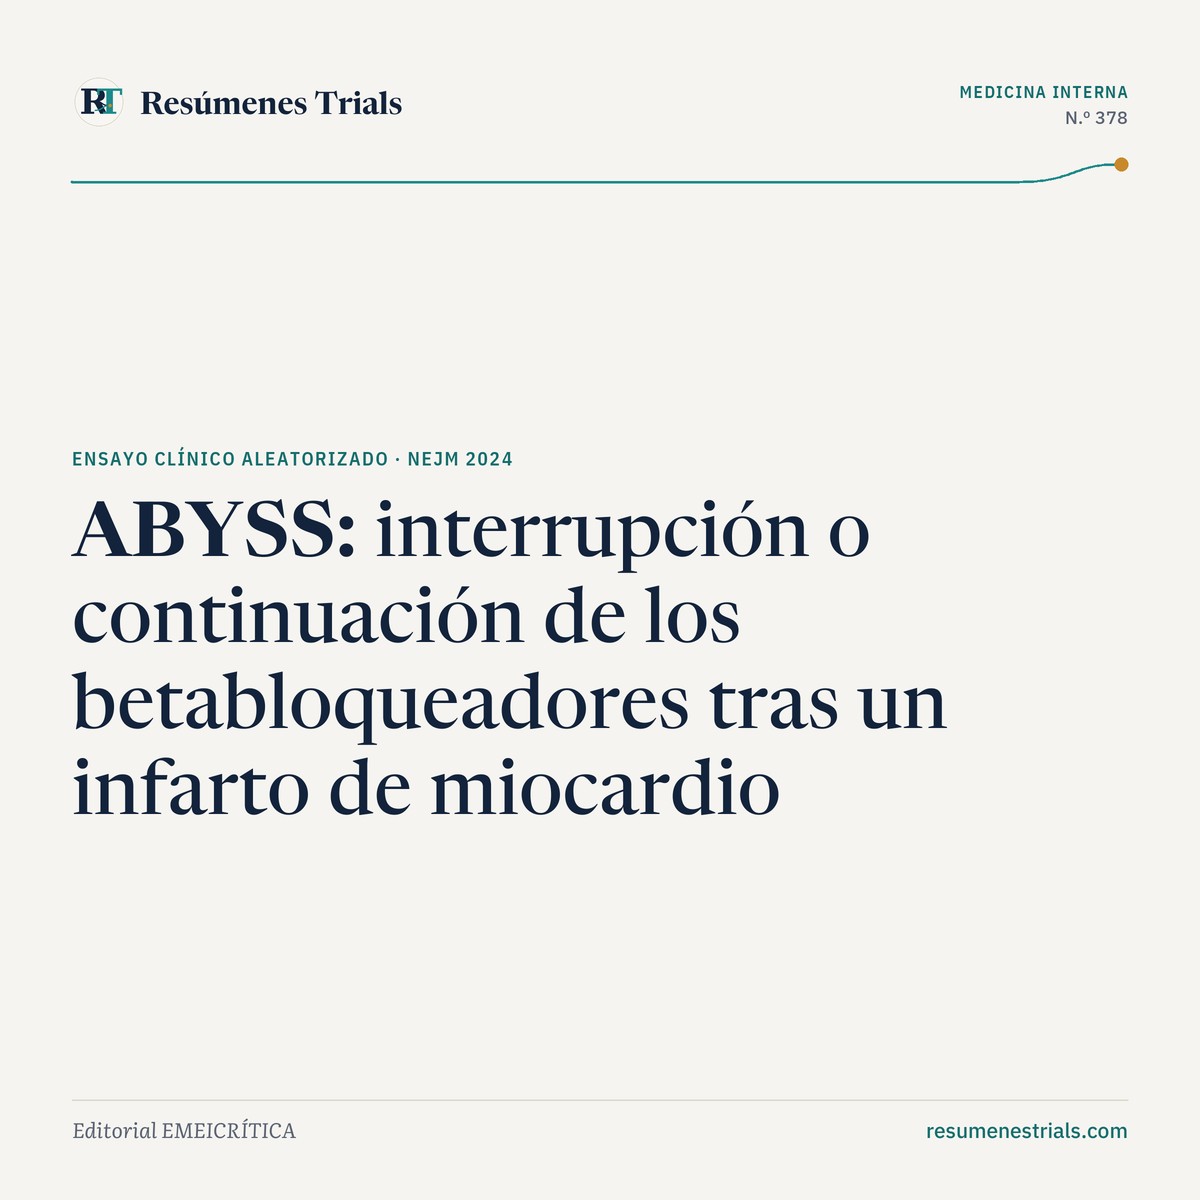 RT Resúmenes Trials
MEDICINA INTERNA
N.º 378
ENSAYO CLÍNICO ALEATORIZADO · NEJM 2024
ABYSS: interrupción o
continuación de los
betabloqueadores tras un
infarto de miocardio
Editorial EMEICRÍTICA
resumenestrials.com